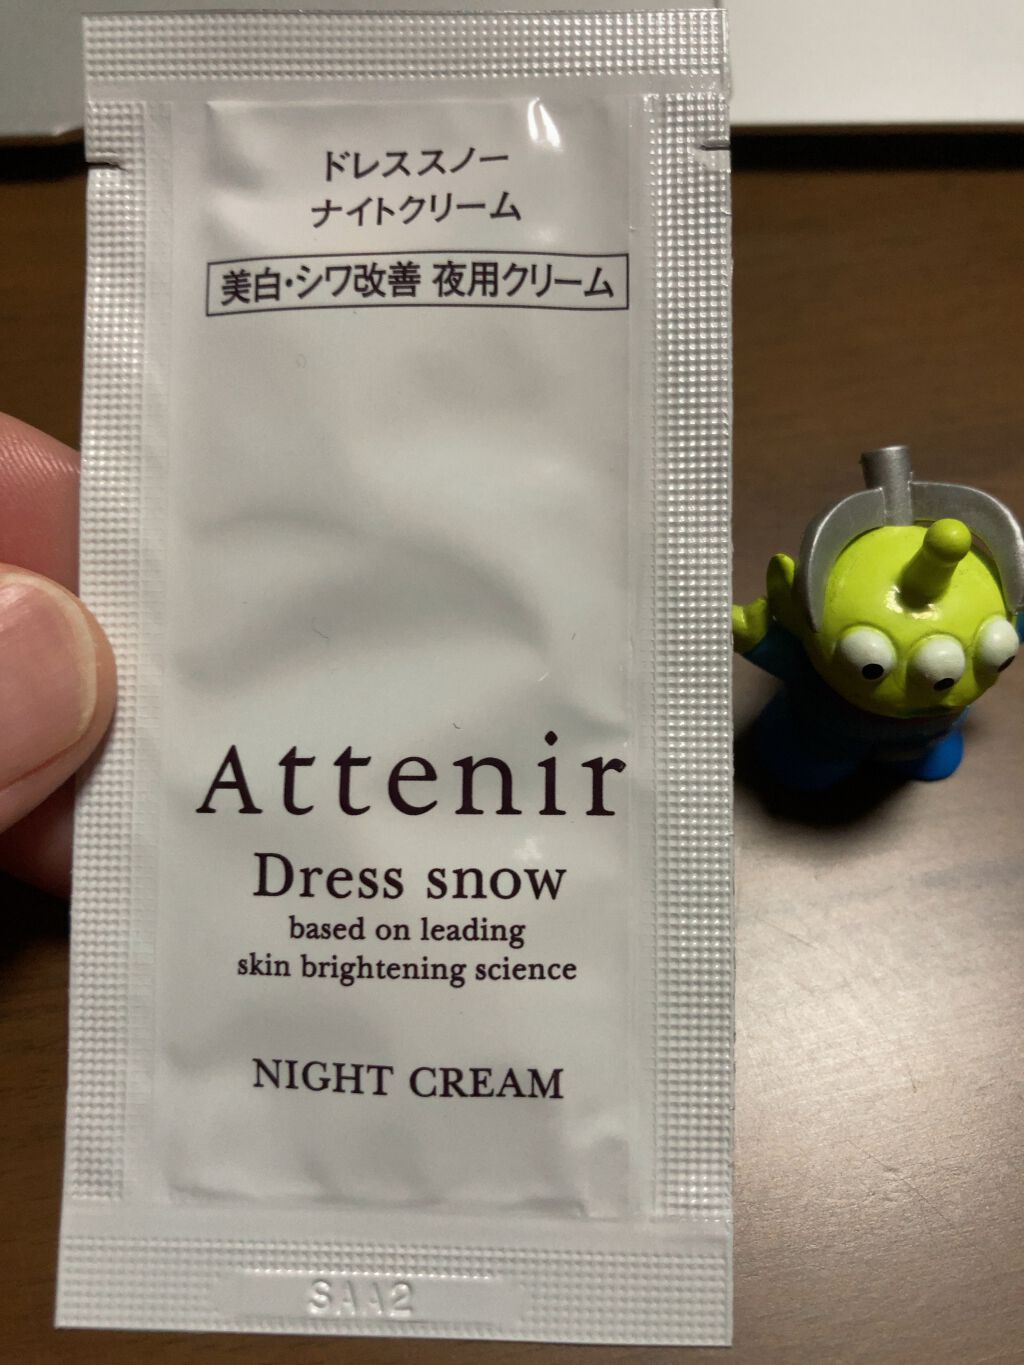 ドレススノー
ナイトクリーム
美白・シワ改善 夜用クリーム
Attenir
Dress snow
based on leading
skin brightening science
NIGHT CREAM
SAA2